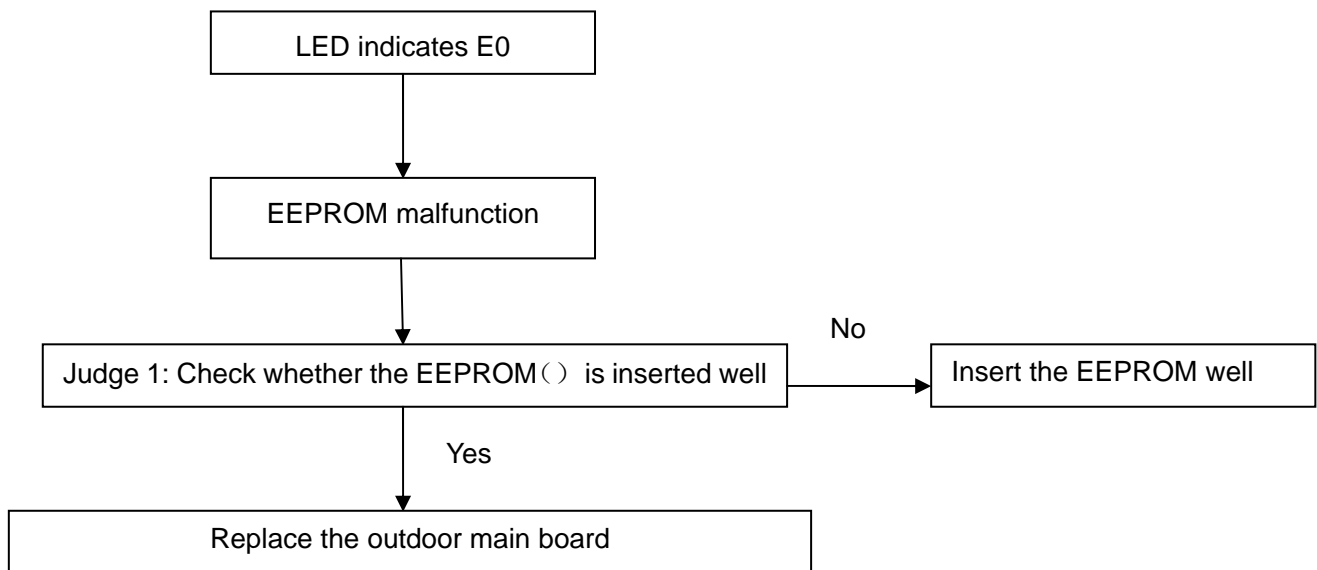 LED indicates E0
EEPROM malfunction
No
Judge 1: Check whether the EEPROM（） is inserted well
Insert the EEPROM well
Yes
Replace the outdoor main board